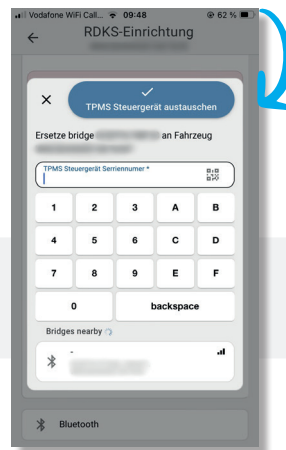 Vodafone WiFi Call... 09:48 62 %
RDKS-Einrichtung
TPMS Steuergerät austauschen
Ersetze bridge an Fahrzeug
TPMS Steuergerät Serriennumer *
1 2 3 A B
4 5 6 C D
7 8 9 E F
0 backspace
Bridges nearby
-
Bluetooth